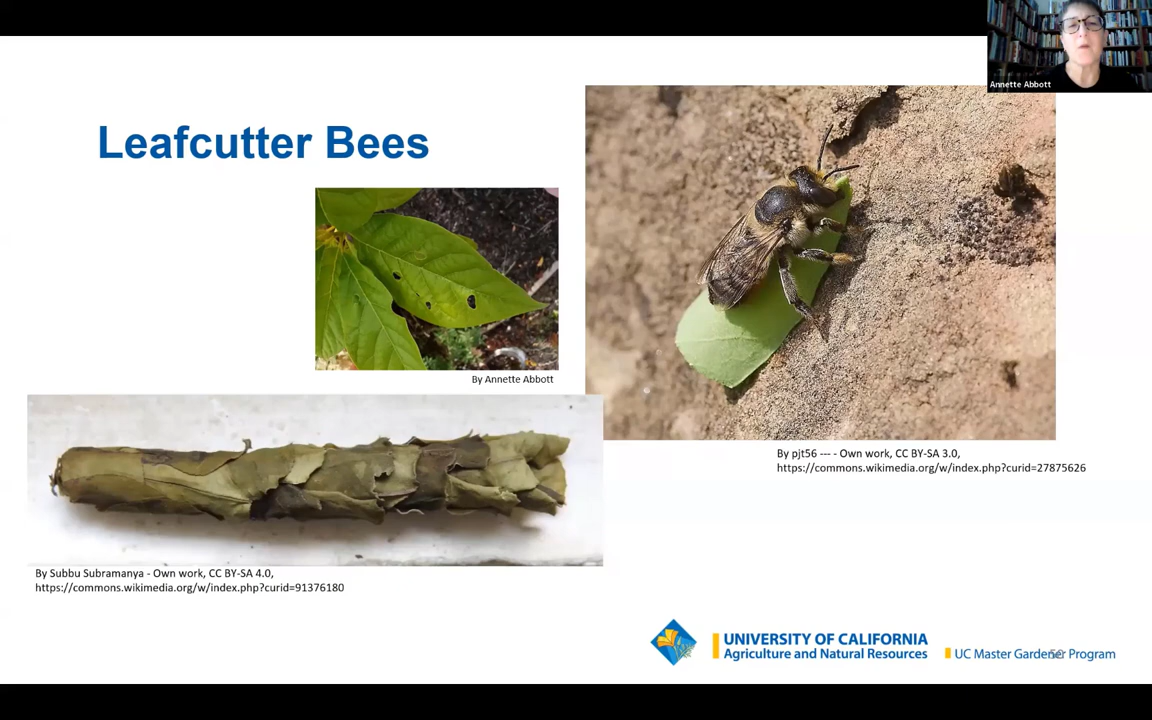 Annette Abbott
Leafcutter Bees
By Annette Abbott
By pjt56 --- - Own work, CC BY-SA 3.0,
https://commons.wikimedia.org/w/index.php?curid=27875626
By Subbu Subramanya - Own work, CC BY-SA 4.0,
https://commons.wikimedia.org/w/index.php?curid=91376180
UNIVERSITY OF CALIFORNIA
Agriculture and Natural Resources
UC Master Gardener Program